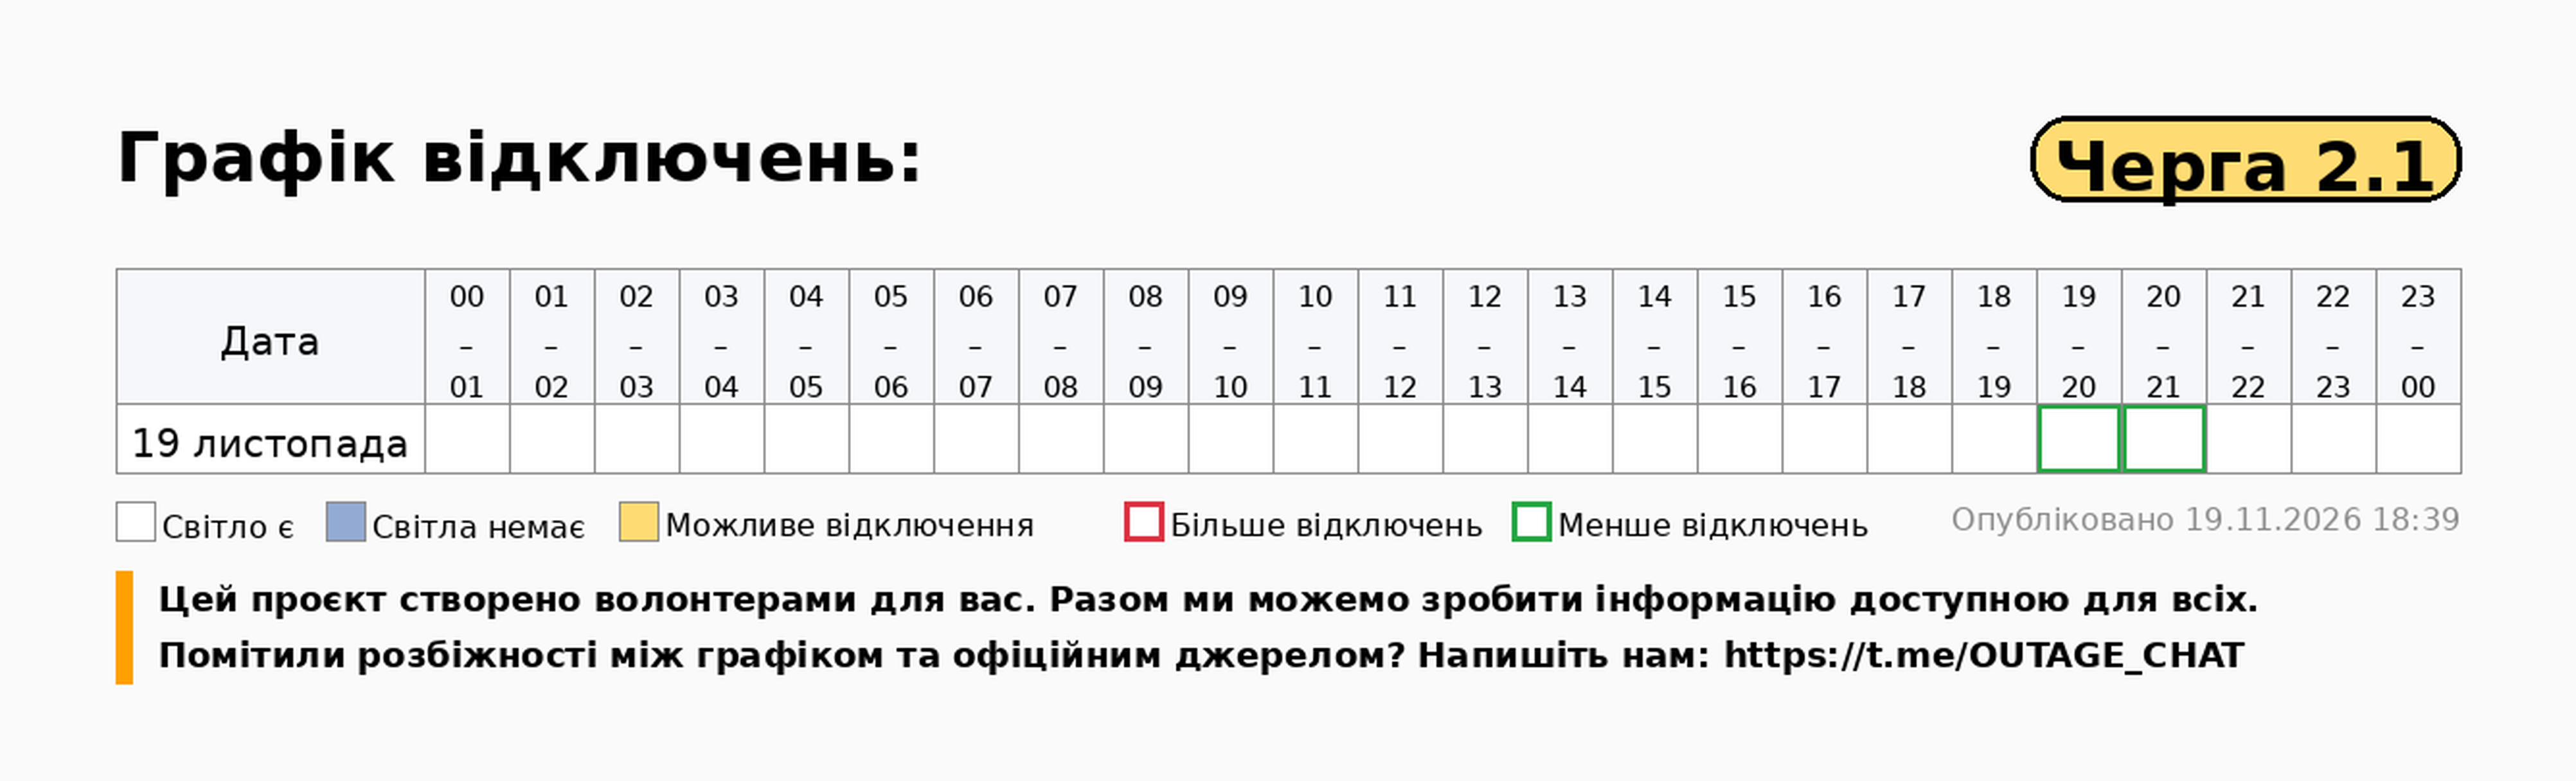 Графік відключень:
Черга 2.1
Дата 00 – 01 01 – 02 02 – 03 03 – 04 04 – 05 05 – 06 06 – 07 07 – 08 08 – 09 09 – 10 10 – 11 11 – 12 12 – 13 13 – 14 14 – 15 15 – 16 16 – 17 17 – 18 18 – 19 19 – 20 20 – 21 21 – 22 22 – 23 23 – 00
19 листопада
Світло є Світла немає Можливе відключення Більше відключень Менше відключень Опубліковано 19.11.2026 18:39
Цей проєкт створено волонтерами для вас. Разом ми можемо зробити інформацію доступною для всіх.
Помітили розбіжності між графіком та офіційним джерелом? Напишіть нам: https://t.me/OUTAGE_CHAT